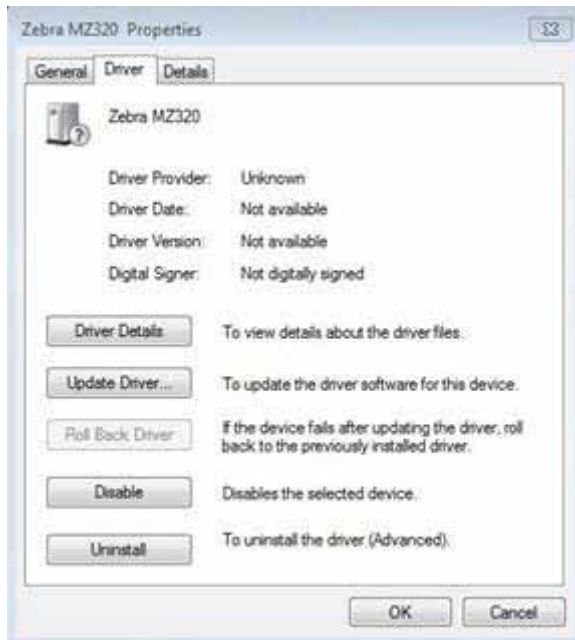 Zebra MZ320 Properties
General Driver Details
Zebra MZ320
Driver Provider: Unknown
Driver Date: Not available
Driver Version: Not available
Digital Signer: Not digitally signed
Driver Details To view details about the driver files.
Update Driver... To update the driver software for this device.
Roll Back Driver If the device fails after updating the driver, roll
back to the previously installed driver.
Disable Disables the selected device.
Uninstall To uninstall the driver (Advanced).
OK Cancel